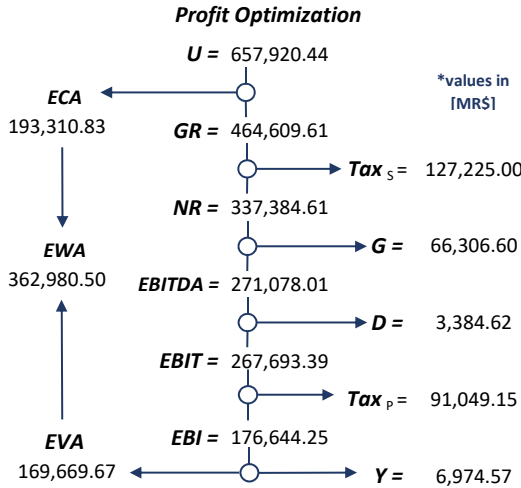 Profit Optimization
U = 657,920.44
*values in
[MR$]
ECA
193,310.83
GR = 464,609.61
Tax S = 127,225.00
NR = 337,384.61
EWA
362,980.50
G = 66,306.60
EBITDA = 271,078.01
D = 3,384.62
EBIT = 267,693.39
Tax P = 91,049.15
EVA
169,669.67
EBI = 176,644.25
Y = 6,974.57